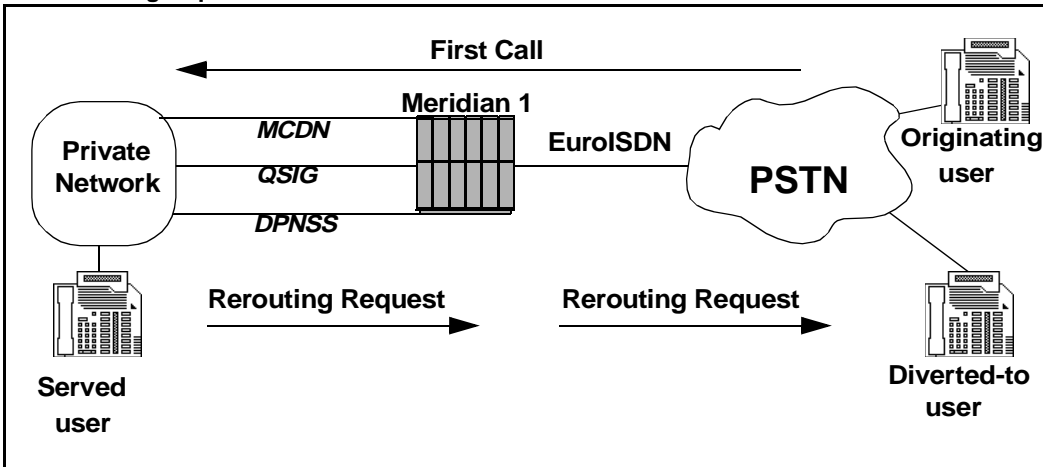 First Call
Meridian 1
MCDN
EuroISDN
Originating
user
Private
Network
QSIG
PSTN
DPNSS
Rerouting Request
Rerouting Request
Served
user
Diverted-to
user